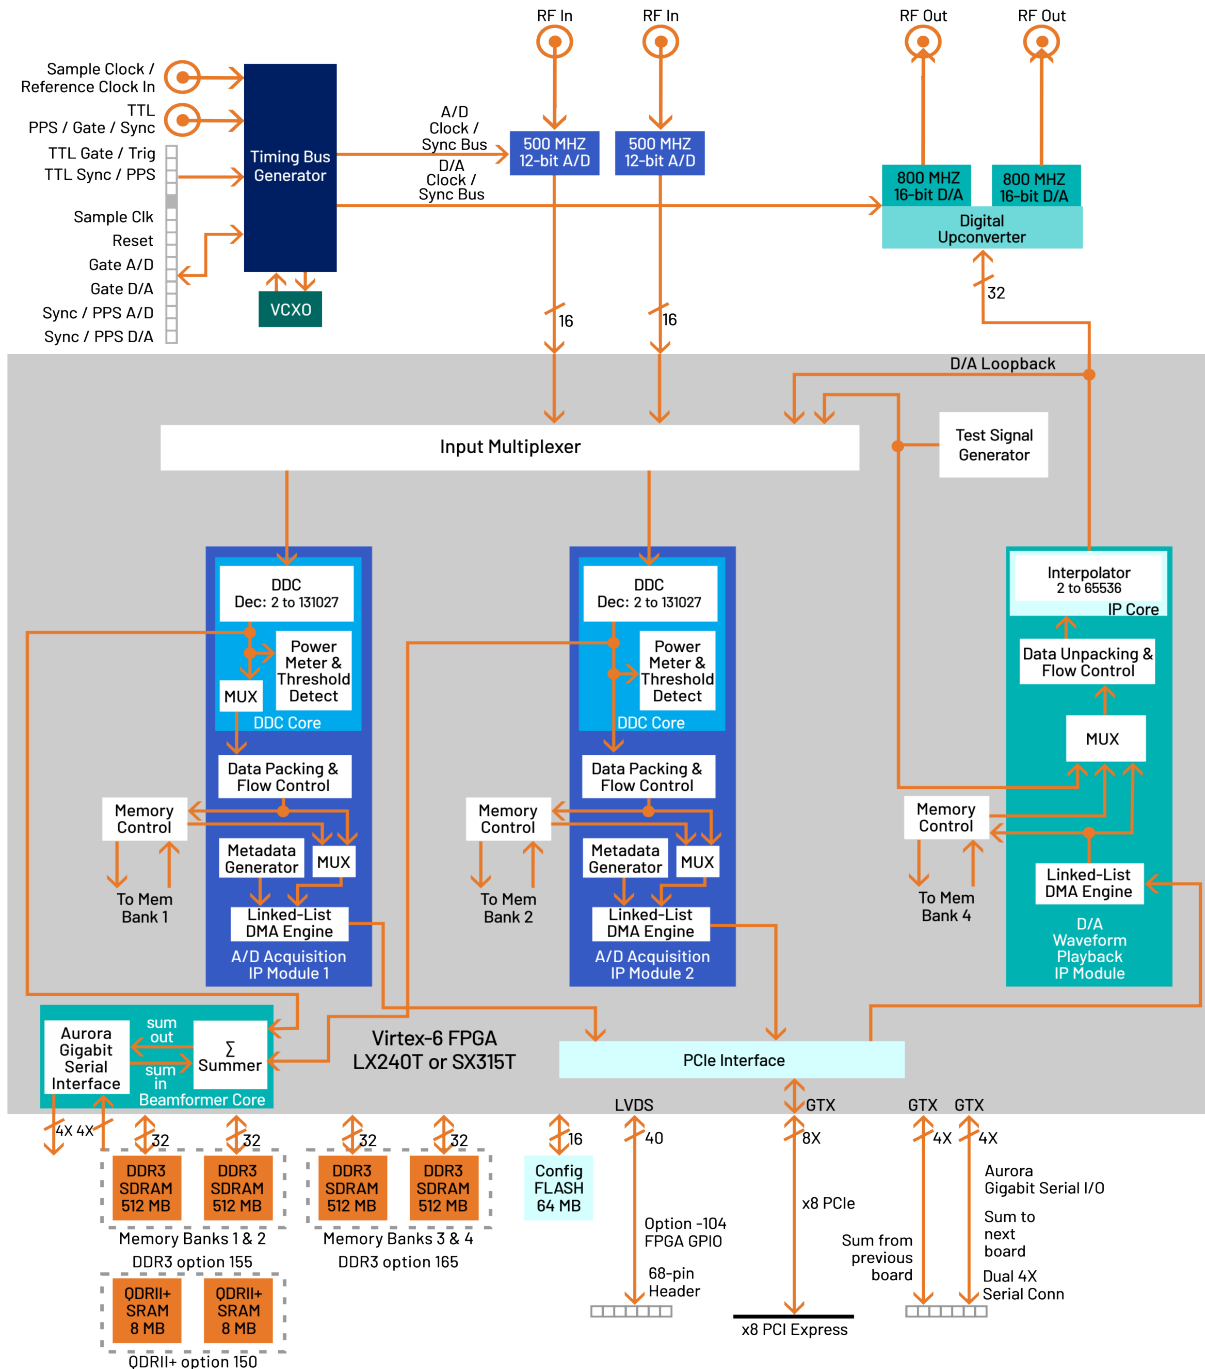 RF In
RF In
RF Out
RF Out
Sample Clock /
Reference Clock In
TTL
PPS / Gate / Sync
TTL Gate / Trig
TTL Sync / PPS
Sample Clk
Reset
Gate A/D
Gate D/A
Sync / PPS A/D
Sync / PPS D/A
Timing Bus
Generator
VCXO
A/D
Clock /
Sync Bus
D/A
Clock /
Sync Bus
500 MHZ
12-bit A/D
500 MHZ
12-bit A/D
800 MHZ
16-bit D/A
800 MHZ
16-bit D/A
Digital
Upconverter
16
16
32
D/A Loopback
Input Multiplexer
Test Signal
Generator
DDC
Dec: 2 to 131027
Power
Meter &
Threshold
Detect
MUX
DDC Core
Data Packing &
Flow Control
Memory
Control
Metadata
Generator
MUX
To Mem
Bank 1
Linked-List
DMA Engine
A/D Acquisition
IP Module 1
DDC
Dec: 2 to 131027
Power
Meter &
Threshold
Detect
DDC Core
Data Packing &
Flow Control
Memory
Control
Metadata
Generator
MUX
To Mem
Bank 2
Linked-List
DMA Engine
A/D Acquisition
IP Module 2
Interpolator
2 to 65536
IP Core
Data Unpacking &
Flow Control
MUX
Memory
Control
To Mem
Bank 4
Linked-List
DMA Engine
D/A
Waveform
Playback
IP Module
Aurora
Gigabit
Serial
Interface
sum
out
sum
in
∑
Summer
Beamformer Core
Virtex-6 FPGA
LX240T or SX315T
PCIe Interface
LVDS
GTX
GTX
GTX
4X
4X
32
32
32
32
16
40
8X
4X
4X
DDR3
SDRAM
512 MB
DDR3
SDRAM
512 MB
DDR3
SDRAM
512 MB
DDR3
SDRAM
512 MB
Config
FLASH
64 MB
Memory Banks 1 & 2
DDR3 option 155
Memory Banks 3 & 4
DDR3 option 165
QDRII+
SRAM
8 MB
QDRII+
SRAM
8 MB
QDRII+ option 150
Option -104
FPGA GPIO
68-pin
Header
x8 PCIe
x8 PCI Express
Sum from
previous
board
Aurora
Gigabit Serial I/O
Sum to
next
board
Dual 4X
Serial Conn